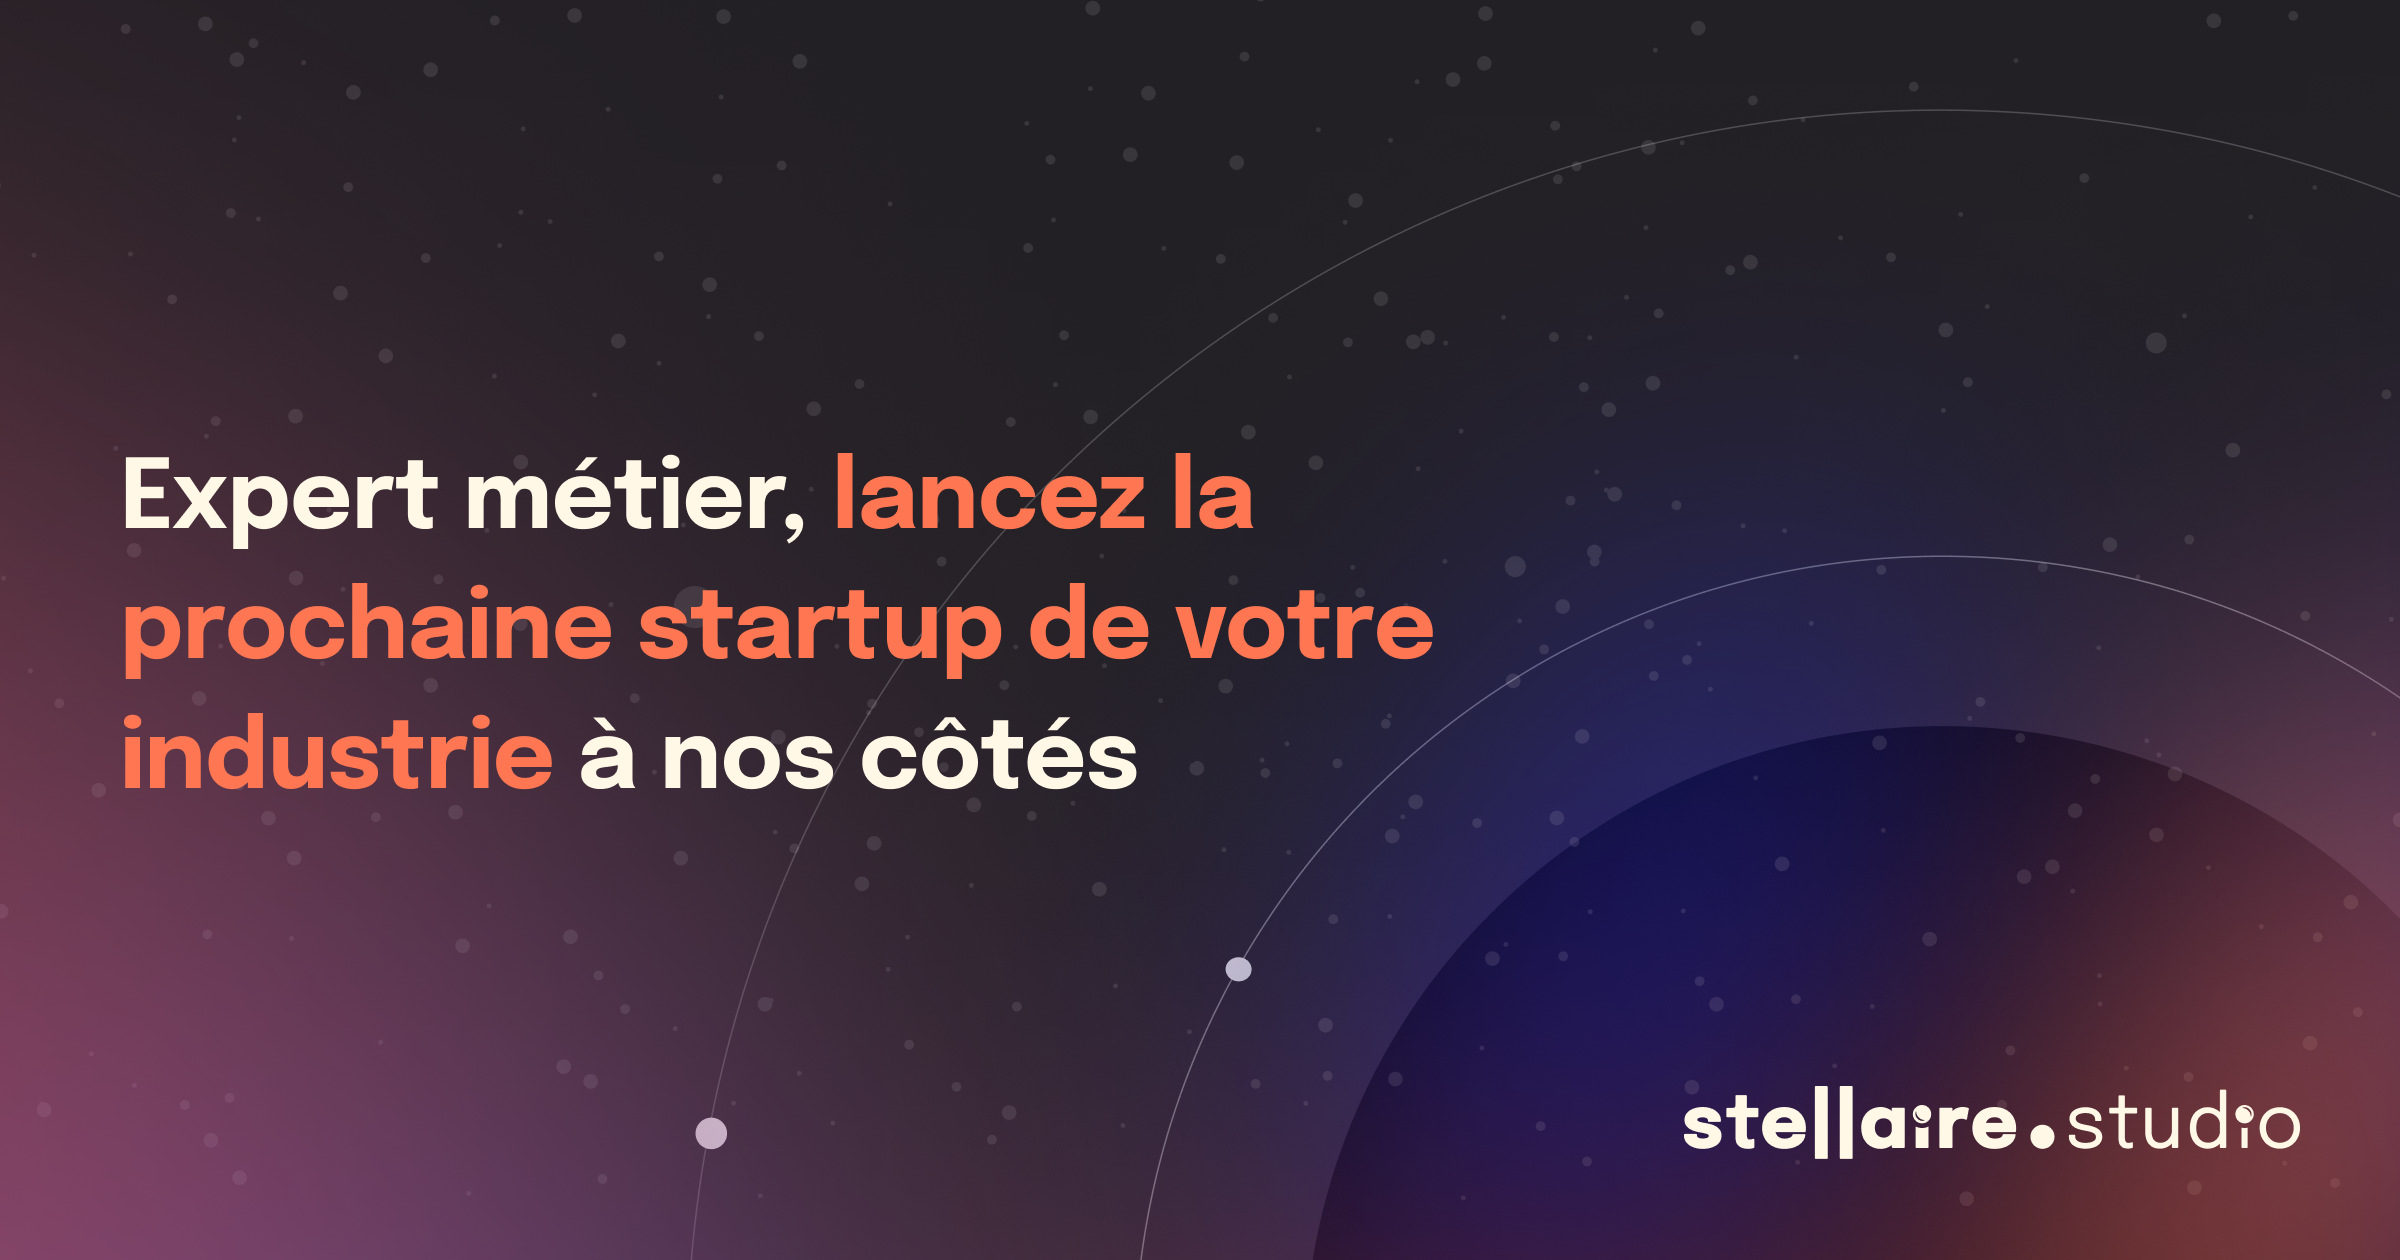 Expert métier, lancez la
prochaine startup de votre
industrie à nos côtés
stellaire.studio